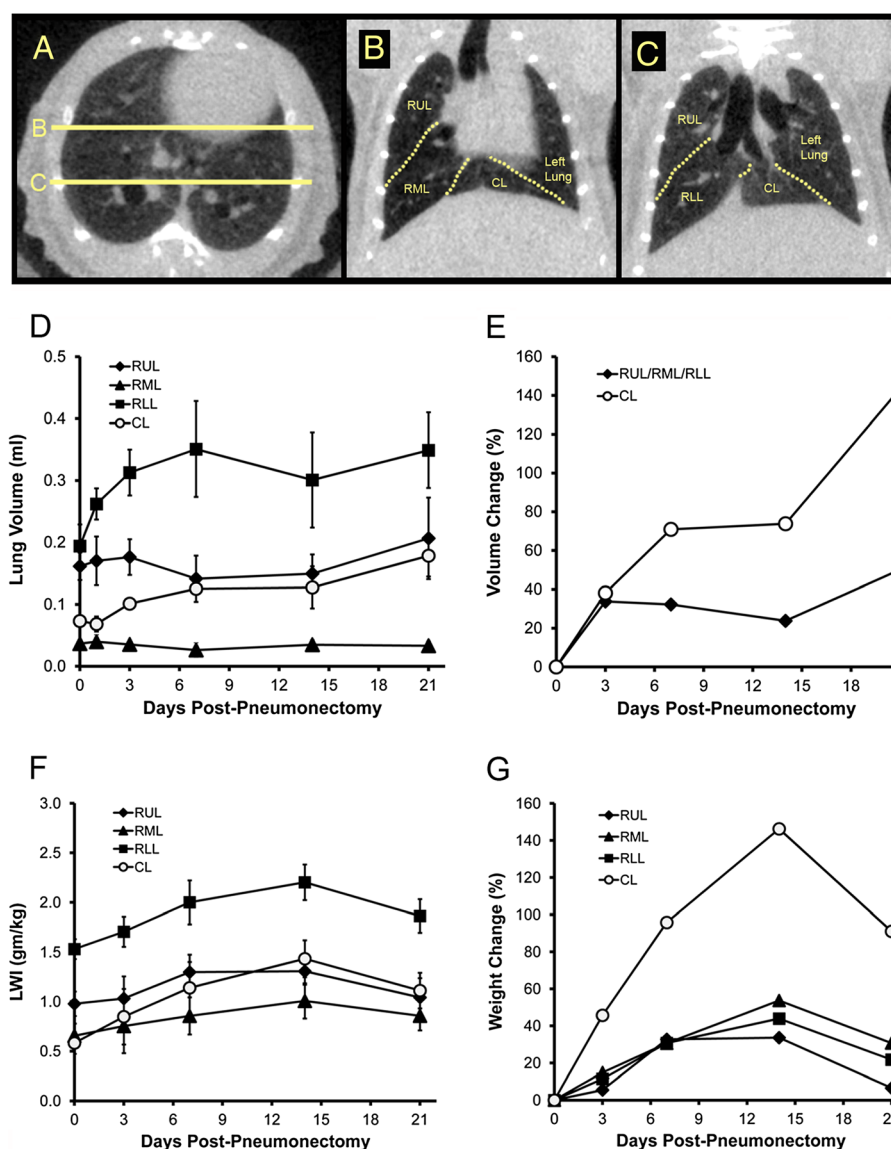 A
B
C
B
RUL
RML
CL
Left
Lung
C
RUL
RLL
CL
Left
Lung
D
RUL
RML
RLL
CL
Lung Volume (ml)
0.5
0.4
0.3
0.2
0.1
0.0
0 3 6 9 12 15 18 21
Days Post-Pneumonectomy
E
RUL/RML/RLL
CL
Volume Change (%)
160
140
120
100
80
60
40
20
0
0 3 6 9 12 15 18
Days Post-Pneumonectomy
F
RUL
RML
RLL
CL
LWI (gm/kg)
3.0
2.5
2.0
1.5
1.0
0.5
0.0
0 3 6 9 12 15 18 21
Days Post-Pneumonectomy
G
RUL
RML
RLL
CL
Weight Change (%)
160
140
120
100
80
60
40
20
0
0 3 6 9 12 15 18
Days Post-Pneumonectomy